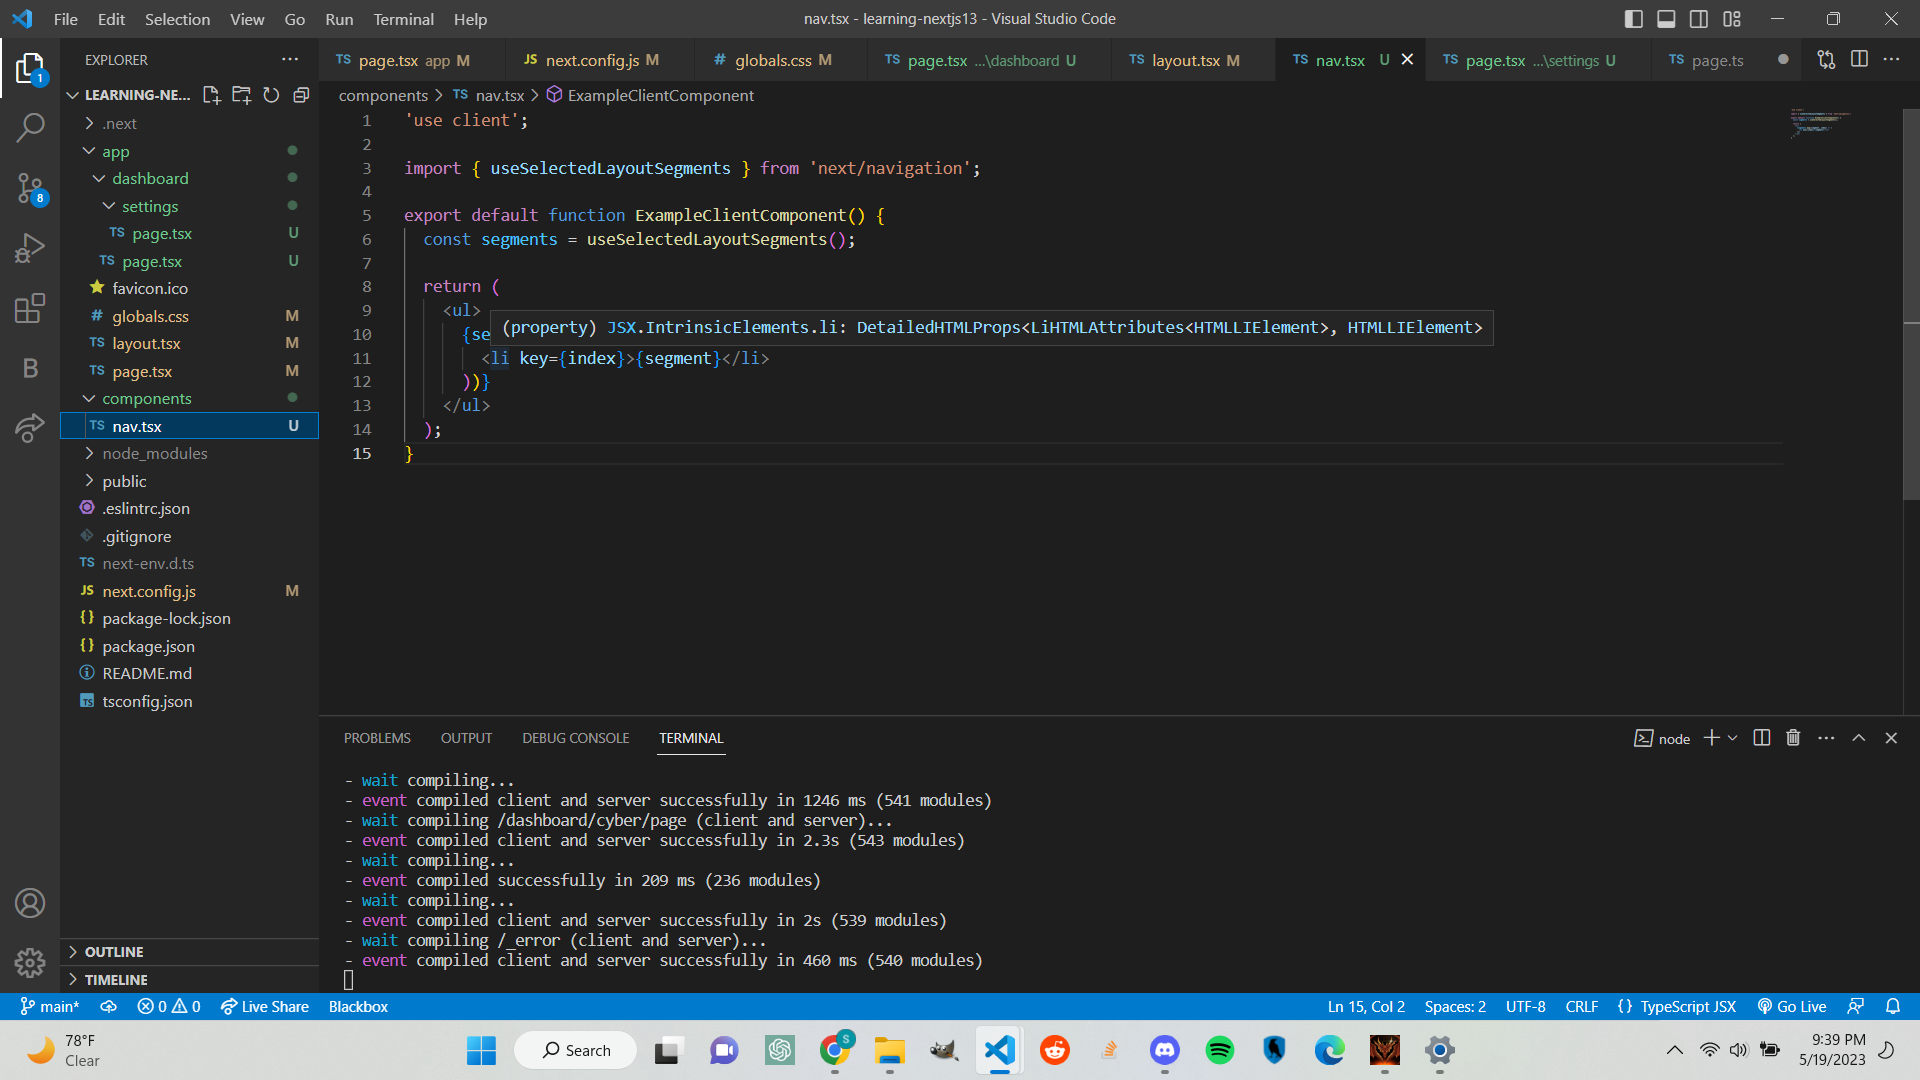 File Edit Selection View Go Run Terminal Help
nav.tsx - learning-nextjs13 - Visual Studio Code
EXPLORER
TS page.tsx app M
JS next.config.js M
# globals.css M
TS page.tsx ...\dashboard U
TS layout.tsx M
TS nav.tsx U
TS page.tsx ...\settings U
TS page.ts
1
LEARNING-NE...
components > TS nav.tsx > ExampleClientComponent
.next
app
dashboard
settings
TS page.tsx U
TS page.tsx U
favicon.ico
# globals.css M
TS layout.tsx M
TS page.tsx M
components
TS nav.tsx U
node_modules
public
.eslintrc.json
.gitignore
TS next-env.d.ts
JS next.config.js M
{} package-lock.json
{} package.json
README.md
TS tsconfig.json
8
B
OUTLINE
TIMELINE
1 'use client';
2
3 import { useSelectedLayoutSegments } from 'next/navigation';
4
5 export default function ExampleClientComponent() {
6 const segments = useSelectedLayoutSegments();
7
8 return (
9 <ul>
(property) JSX.IntrinsicElements.li: DetailedHTMLProps<LiHTMLAttributes<HTMLLIElement>, HTMLLIElement>
10 {se
11 <li key={index}>{segment}</li>
12 ))}
13 </ul>
14 );
15 }
PROBLEMS OUTPUT DEBUG CONSOLE TERMINAL
node
- wait compiling...
- event compiled client and server successfully in 1246 ms (541 modules)
- wait compiling /dashboard/cyber/page (client and server)...
- event compiled client and server successfully in 2.3s (543 modules)
- wait compiling...
- event compiled successfully in 209 ms (236 modules)
- wait compiling...
- event compiled client and server successfully in 2s (539 modules)
- wait compiling /_error (client and server)...
- event compiled client and server successfully in 460 ms (540 modules)
main* 0 0 Live Share Blackbox
Ln 15, Col 2 Spaces: 2 UTF-8 CRLF {} TypeScript JSX Go Live
78°F
Clear
Search
S
9:39 PM
5/19/2023